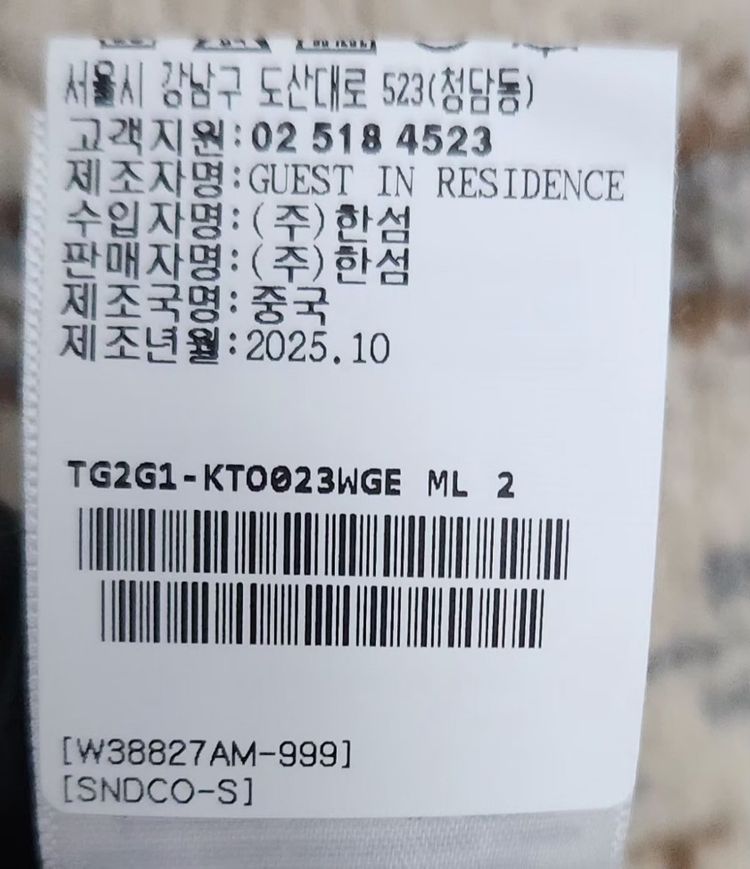 서울시 강남구 도산대로 523(청담동)
고객지원:02 518 4523
제조자명:GUEST IN RESIDENCE
수입자명:(주)한섬
판매자명:(주)한섬
제조국명:중국
제조년월:2025.10
TG2G1-KTO023WGE ML 2
[W38827AM-999]
[SNDCO-S]